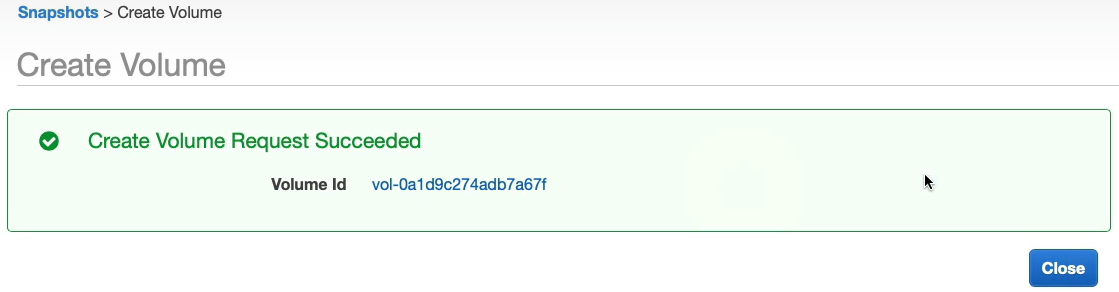 Snapshots > Create Volume
Create Volume
Create Volume Request Succeeded
Volume Id vol-0a1d9c274adb7a67f
Close